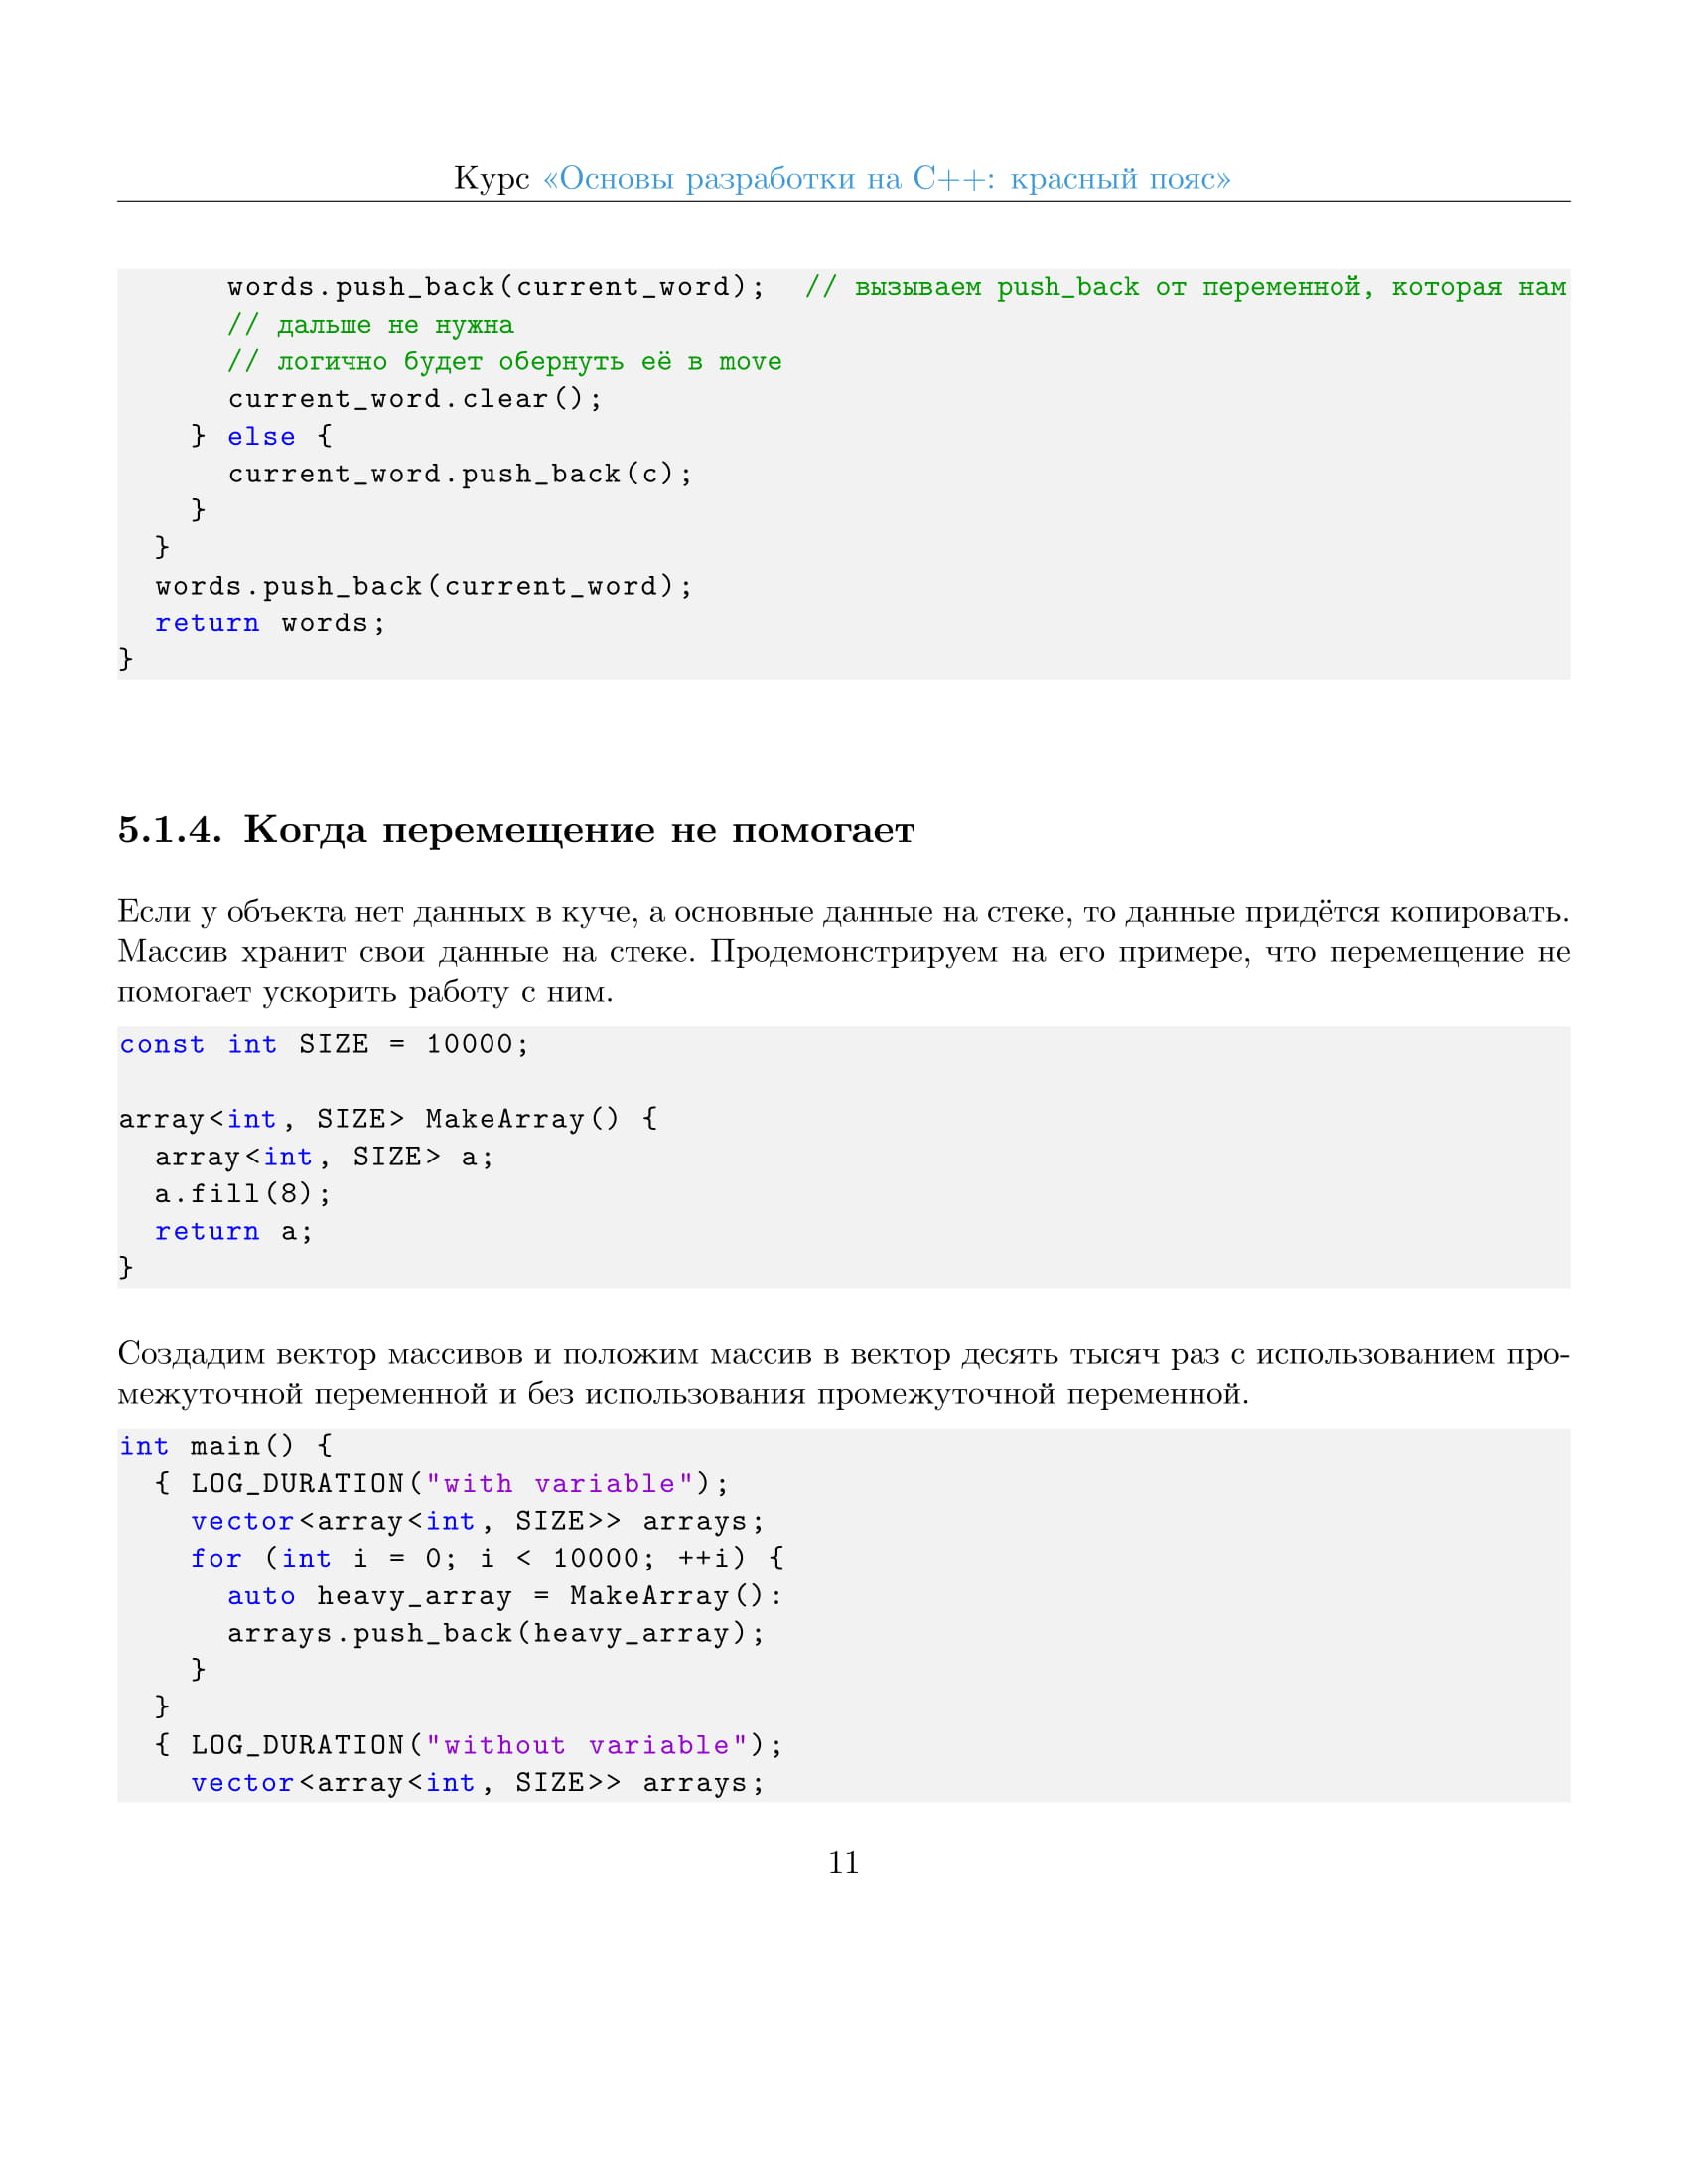 Курс «Основы разработки на C++: красный пояс»
      words.push_back(current_word);  // вызываем push_back от переменной, которая нам
      // дальше не нужна
      // логично будет обернуть её в move
      current_word.clear();
    } else {
      current_word.push_back(c);
    }
  }
  words.push_back(current_word);
  return words;
}
5.1.4. Когда перемещение не помогает
Если у объекта нет данных в куче, а основные данные на стеке, то данные придётся копировать.
Массив хранит свои данные на стеке. Продемонстрируем на его примере, что перемещение не
помогает ускорить работу с ним.
const int SIZE = 10000;
array<int, SIZE> MakeArray() {
  array<int, SIZE> a;
  a.fill(8);
  return a;
}
Создадим вектор массивов и положим массив в вектор десять тысяч раз с использованием про-
межуточной переменной и без использования промежуточной переменной.
int main() {
  { LOG_DURATION("with variable");
    vector<array<int, SIZE>> arrays;
    for (int i = 0; i < 10000; ++i) {
      auto heavy_array = MakeArray():
      arrays.push_back(heavy_array);
    }
  }
  { LOG_DURATION("without variable");
    vector<array<int, SIZE>> arrays;
11